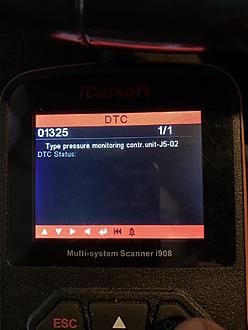 iCarsoft
DTC
01325 1/1
Type pressure monitoring contr.unit-J5-02
DTC Status:
Multi-system Scanner i908
ESC